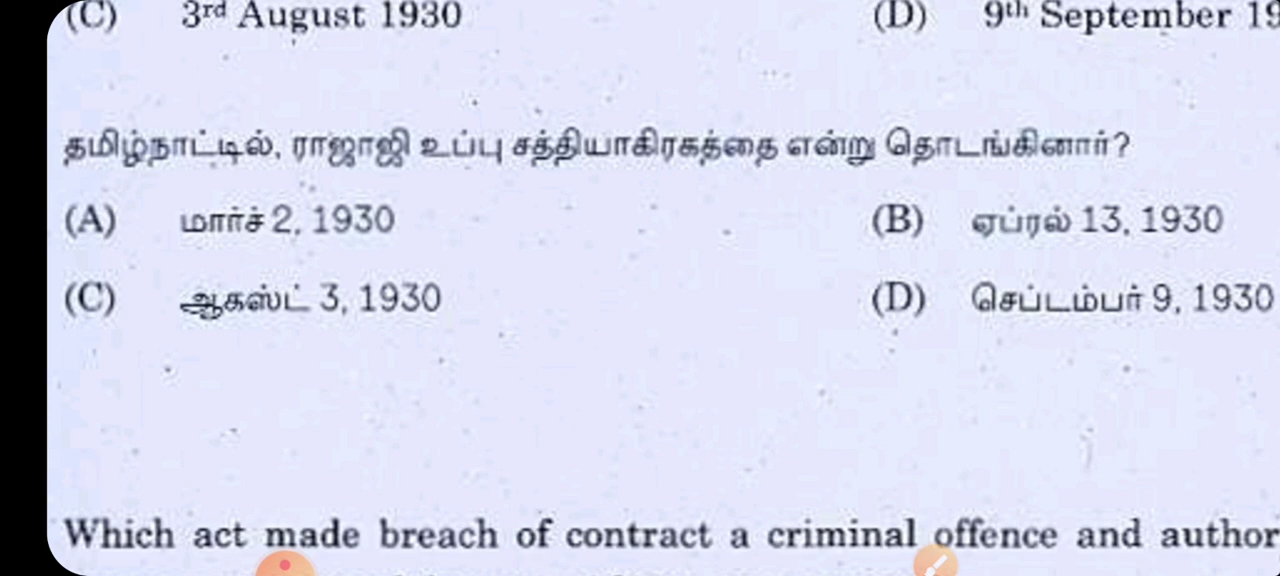 (C) 3rd August 1930 (D) 9th September 19
தமிழ்நாட்டில், ராஜாஜி உப்பு சத்தியாகிரகத்தை என்று தொடங்கினார்?
(A) மார்ச் 2, 1930 (B) ஏப்ரல் 13, 1930
(C) ஆகஸ்ட் 3, 1930 (D) செப்டம்பர் 9, 1930
Which act made breach of contract a criminal offence and author